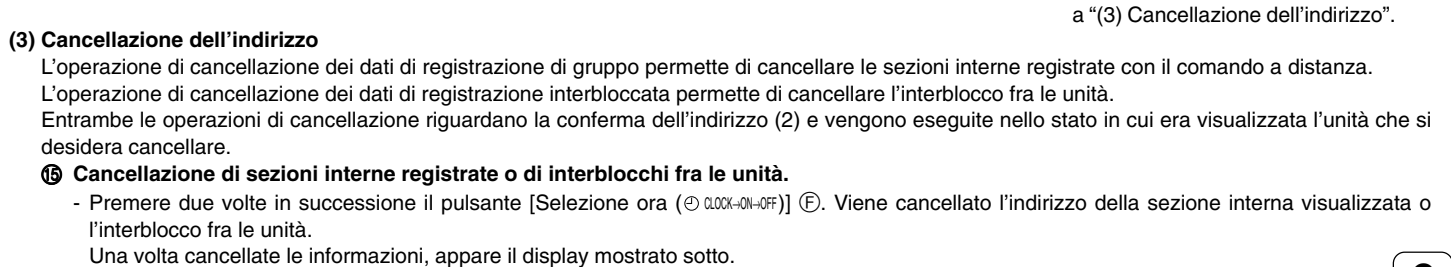 a “(3) Cancellazione dell’indirizzo”.
(3) Cancellazione dell’indirizzo
L’operazione di cancellazione dei dati di registrazione di gruppo permette di cancellare le sezioni interne registrate con il comando a distanza.
L’operazione di cancellazione dei dati di registrazione interbloccata permette di cancellare l’interblocco fra le unità.
Entrambe le operazioni di cancellazione riguardano la conferma dell’indirizzo (2) e vengono eseguite nello stato in cui era visualizzata l’unità che si
desidera cancellare.
⑮ Cancellazione di sezioni interne registrate o di interblocchi fra le unità.
- Premere due volte in successione il pulsante [Selezione ora (⏲ CLOCK→ON→OFF)] Ⓕ. Viene cancellato l’indirizzo della sezione interna visualizzata o
l’interblocco fra le unità.
Una volta cancellate le informazioni, appare il display mostrato sotto.